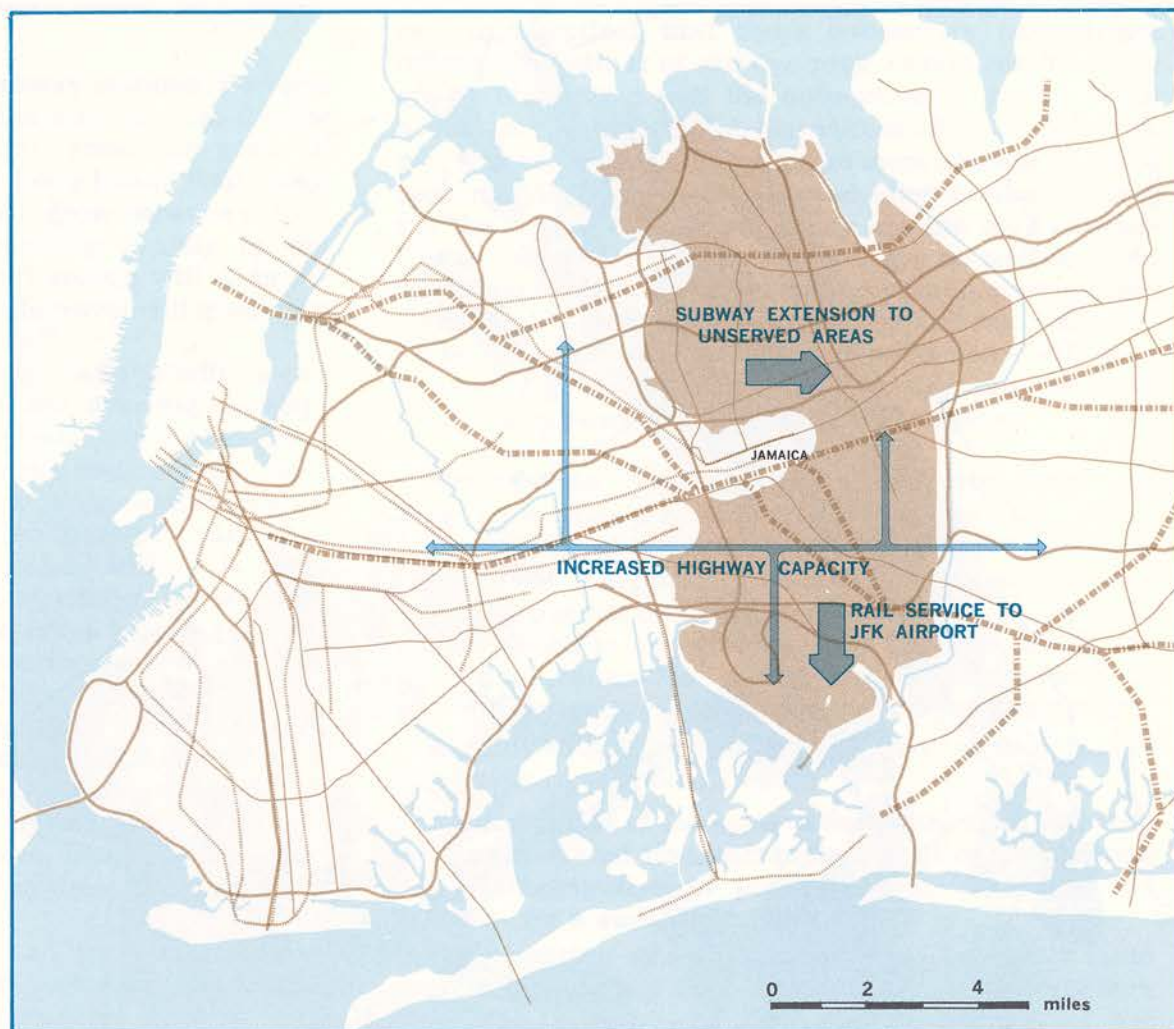 SUBWAY EXTENSION TO
UNSERVED AREAS
JAMAICA
INCREASED HIGHWAY CAPACITY
RAIL SERVICE TO
JFK AIRPORT
0 2 4
miles